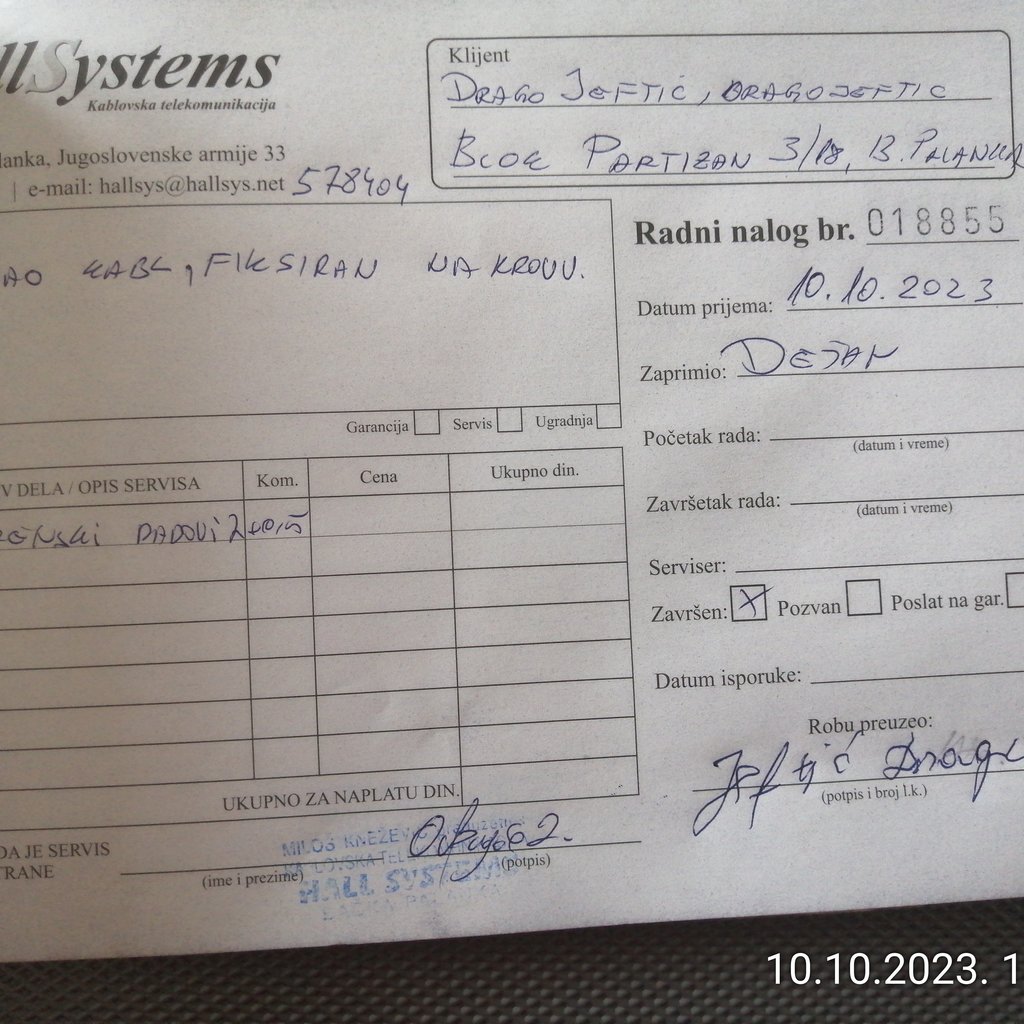 llSystems
Kablovska telekomunikacija
lanka, Jugoslovenske armije 33
| e-mail: hallsys@hallsys.net 578404
Klijent
DRAGO JEFTIĆ, DRAGOJEFTIC
BLOK PARTIZAN 3/18, B. PALANKA
Radni nalog br. 018855
AO KABL, FIKSIRAN NA KROVU.
Datum prijema: 10.10.2023
Zaprimio: DEJAN
Garancija Servis Ugradnja
Početak rada:
(datum i vreme)
Završetak rada:
(datum i vreme)
Serviser:
Završen: X Pozvan Poslat na gar.
Datum isporuke:
Robu preuzeo:
Jeftić Drago
(potpis i broj l.k.)
V DELA / OPIS SERVISA Kom. Cena Ukupno din.
RENSKI RADOVI
UKUPNO ZA NAPLATU DIN.
DA JE SERVIS
TRANE
(ime i prezime) (potpis)
MILOŠ KNEŽEV
HALL SYSTEMS
10.10.2023. 1